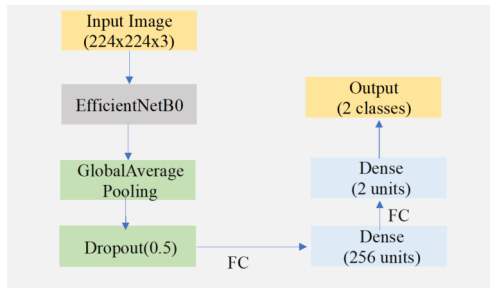 Input Image
(224x224x3)
EfficientNetB0
GlobalAverage
Pooling
Dropout(0.5)
FC
Dense
(256 units)
FC
Dense
(2 units)
Output
(2 classes)